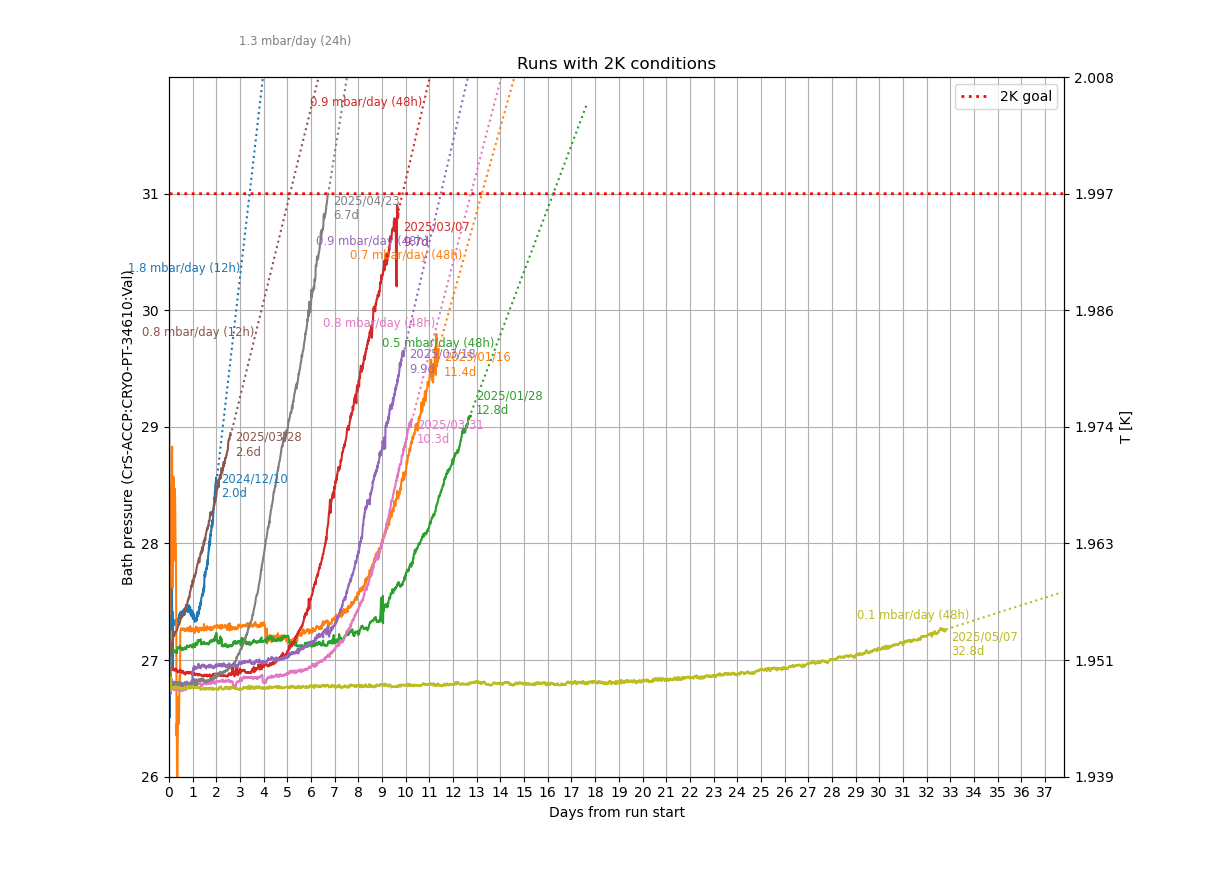 1.3 mbar/day (24h)
Runs with 2K conditions
2K goal
0.9 mbar/day (48h)
2025/04/23
6.7d
2025/03/07
9.7d
0.9 mbar/day (48h)
0.7 mbar/day (48h)
1.8 mbar/day (12h)
0.8 mbar/day (48h)
0.8 mbar/day (12h)
0.5 mbar/day (48h)
2025/03/18
9.9d
2025/01/16
11.4d
2025/01/28
12.8d
2025/03/31
10.3d
2025/03/28
2.6d
2024/12/10
2.0d
0.1 mbar/day (48h)
2025/05/07
32.8d
Bath pressure (CrS-ACCP:CRYO-PT-34610:Val)
31
30
29
28
27
26
2.008
1.997
1.986
1.974
1.963
1.951
1.939
T [K]
0 1 2 3 4 5 6 7 8 9 10 11 12 13 14 15 16 17 18 19 20 21 22 23 24 25 26 27 28 29 30 31 32 33 34 35 36 37
Days from run start